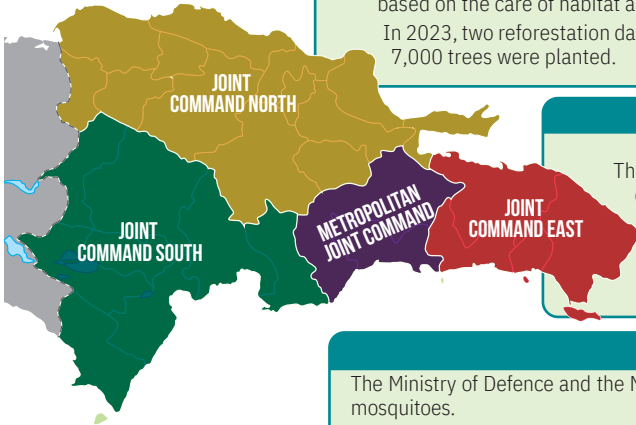 based on the care of habitat a
In 2023, two reforestation da
7,000 trees were planted.
JOINT
COMMAND NORTH
Th
METROPOLITAN
JOINT COMMAND
JOINT
COMMAND EAST
JOINT
COMMAND SOUTH
The Ministry of Defence and the M
mosquitoes.